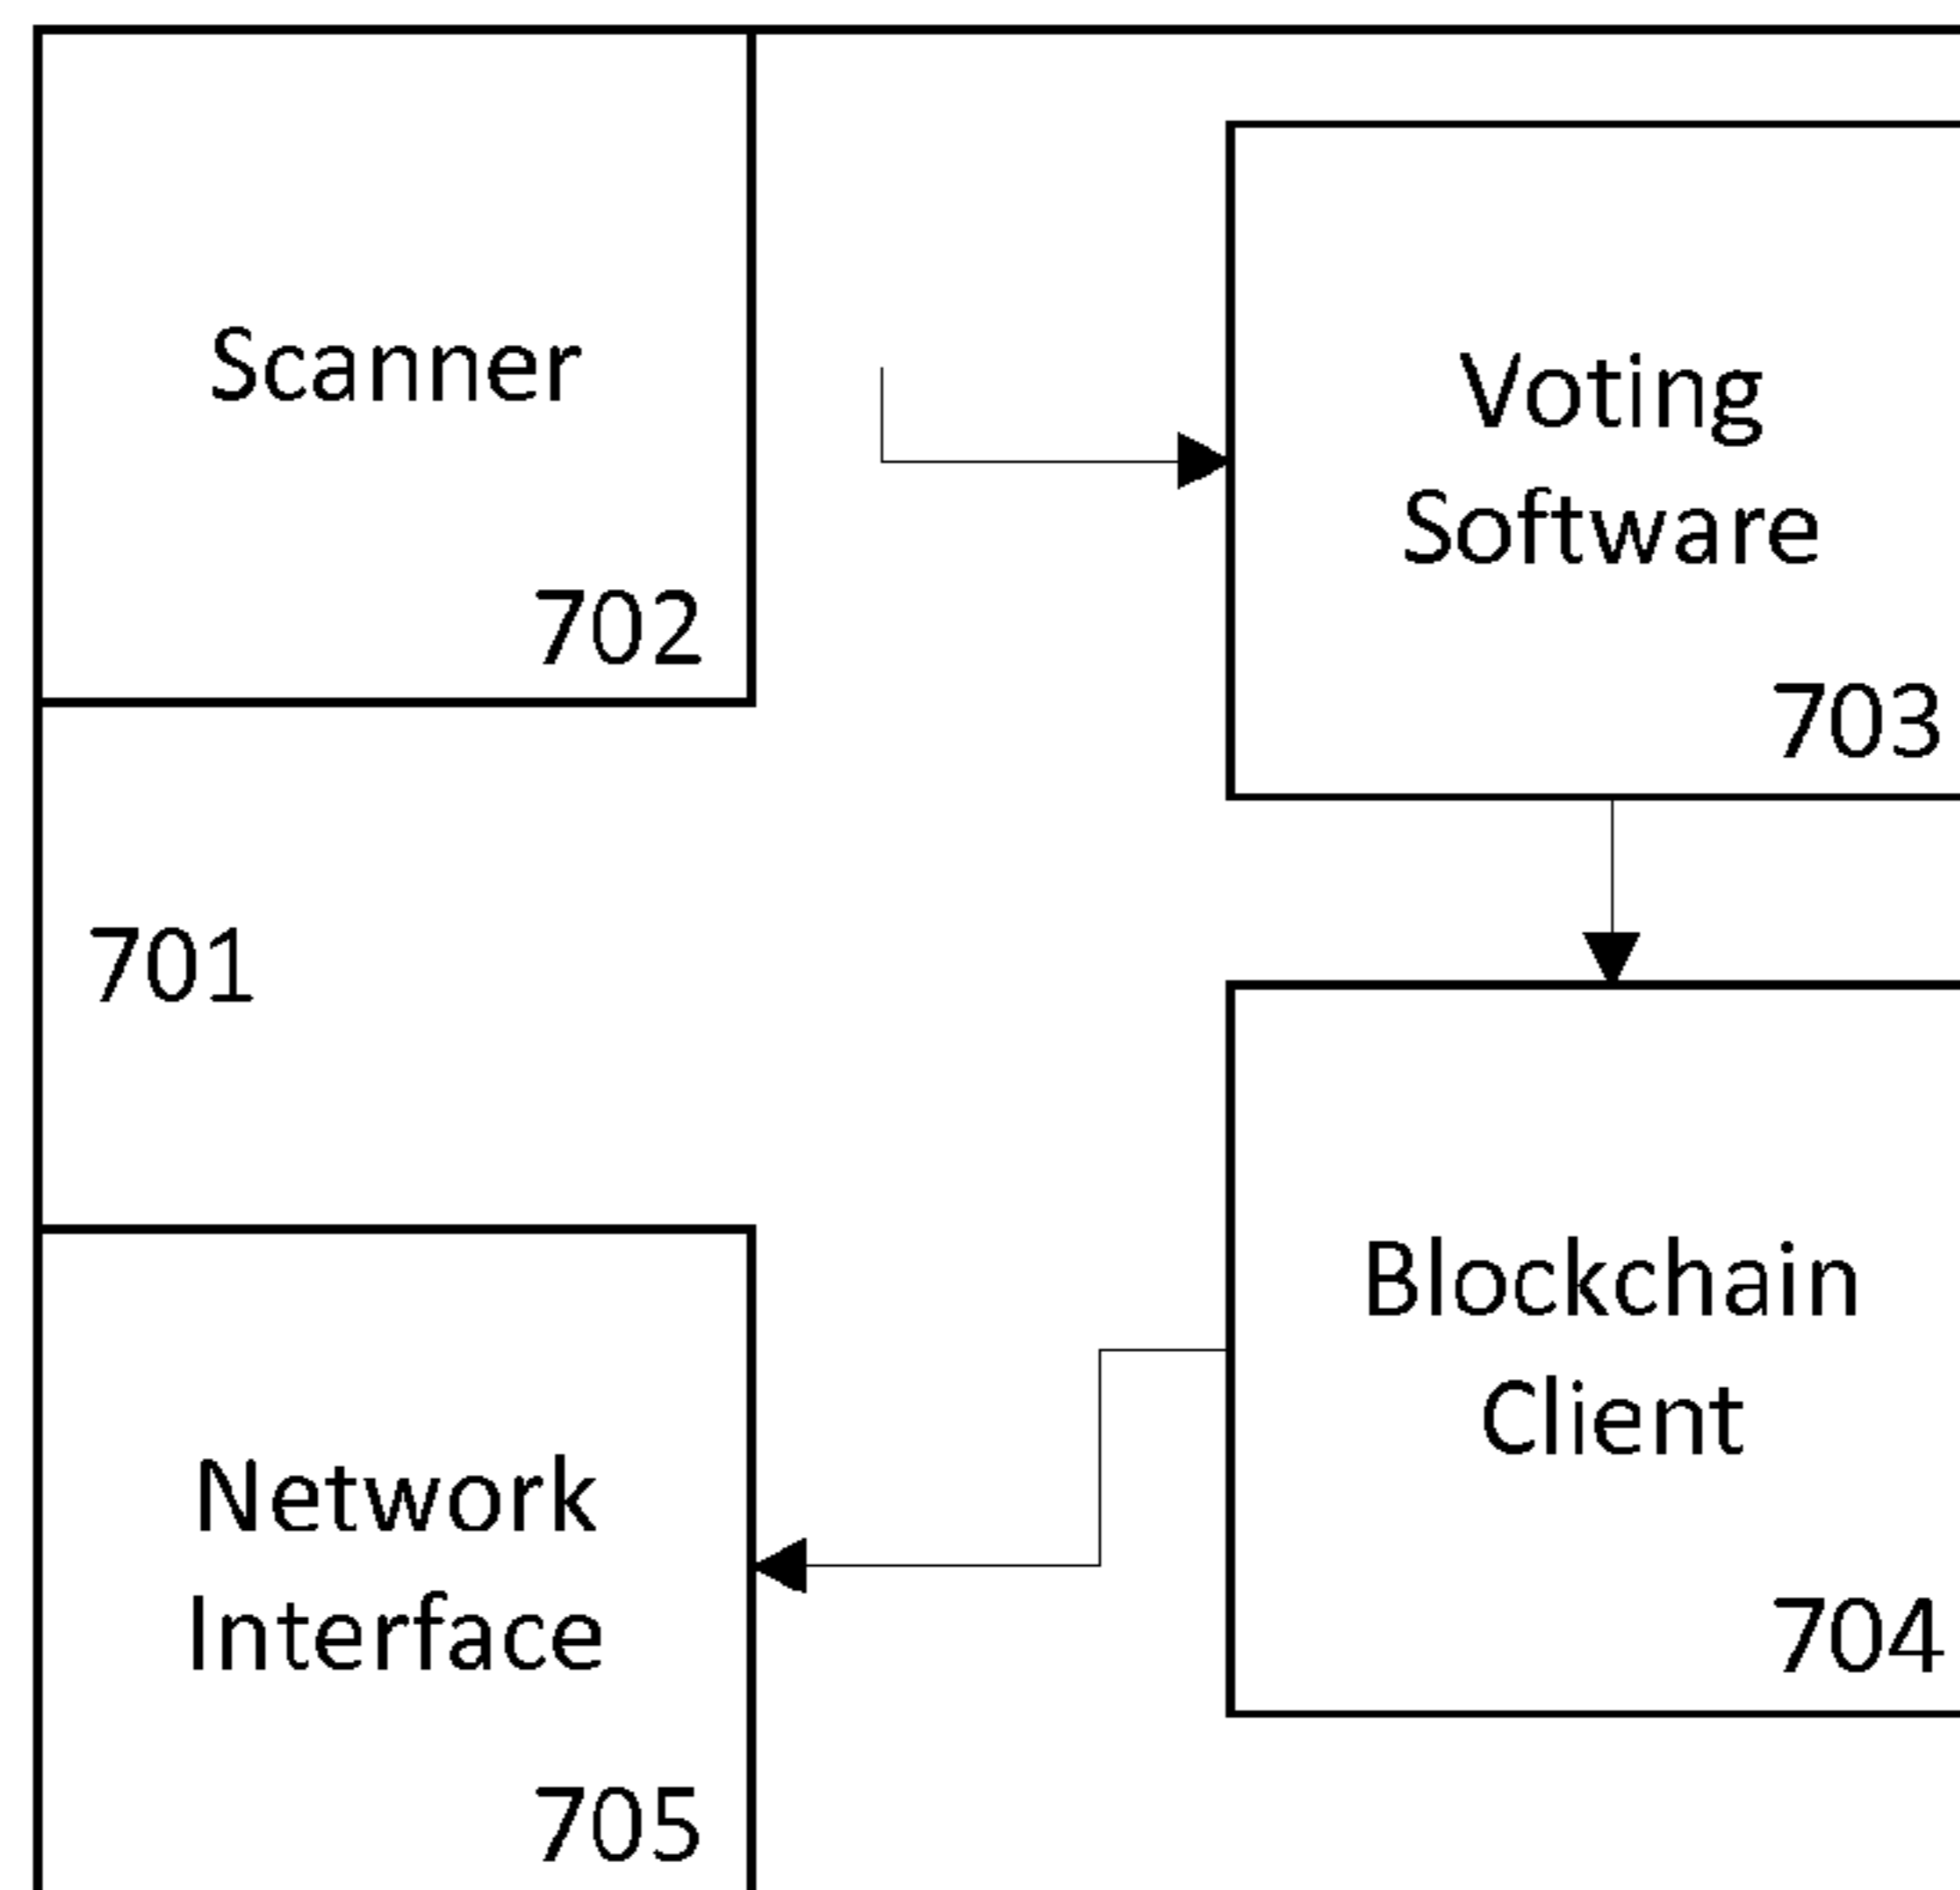 Scanner
702
Voting
Software
703
701
Blockchain
Client
704
Network
Interface
705